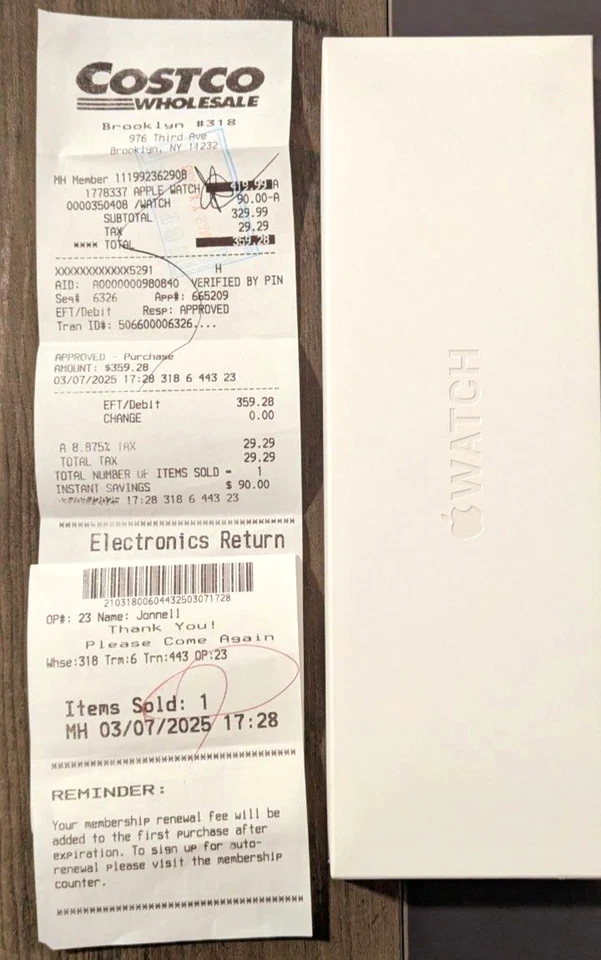 COSTCO
WHOLESALE
Brooklyn #318
976 Third Ave
Brooklyn, NY 11232
MH Member 111992362908
1778337 APPLE WATCH 419.99 A
0000350408 /WATCH 90.00-A
SUBTOTAL 329.99
TAX 29.29
**** TOTAL 359.28
XXXXXXXXXXXX5291 H
AID: A0000000980840 VERIFIED BY PIN
Seq# 6326 App#: 665209
EFT/Debit Resp: APPROVED
Tran ID#: 506600006326....
APPROVED - Purchase
AMOUNT: $359.28
03/07/2025 17:28 318 6 443 23
EFT/Debit 359.28
CHANGE 0.00
A 8.875% TAX 29.29
TOTAL TAX 29.29
TOTAL NUMBER OF ITEMS SOLD = 1
INSTANT SAVINGS $ 90.00
17:28 318 6 443 23
Electronics Return
21031800604432503071728
OP#: 23 Name: Jonnell
Thank You!
Please Come Again
Whse:318 Trm:6 Trn:443 OP:23
Items Sold: 1
MH 03/07/2025 17:28
REMINDER:
Your membership renewal fee will be
added to the first purchase after
expiration. To sign up for auto-
renewal please visit the membership
counter.
WATCH